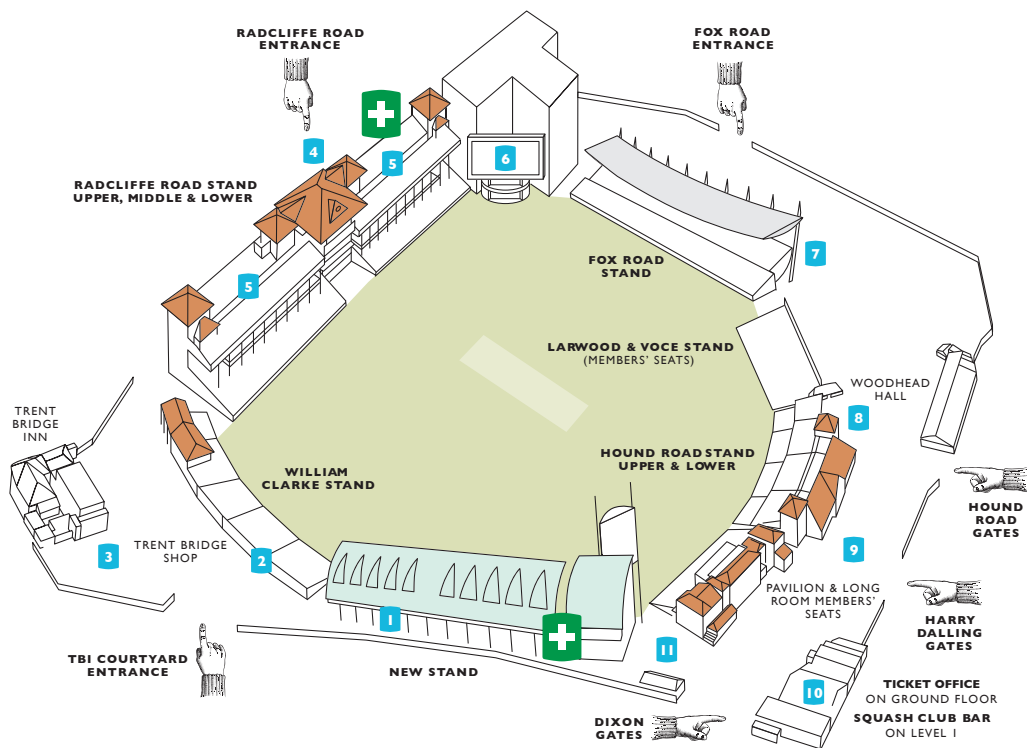 RADCLIFFE ROAD
ENTRANCE
FOX ROAD
ENTRANCE
4
5
6
RADCLIFFE ROAD STAND
UPPER, MIDDLE & LOWER
7
FOX ROAD
STAND
5
LARWOOD & VOCE STAND
(MEMBERS' SEATS)
WOODHEAD
HALL
8
TRENT
BRIDGE
INN
HOUND ROAD STAND
UPPER & LOWER
WILLIAM
CLARKE STAND
HOUND
ROAD
GATES
TRENT BRIDGE
SHOP
3
2
9
PAVILION & LONG
ROOM MEMBERS'
SEATS
HARRY
DALLING
GATES
1
11
TBI COURTYARD
ENTRANCE
NEW STAND
10
TICKET OFFICE
ON GROUND FLOOR
SQUASH CLUB BAR
ON LEVEL 1
DIXON
GATES